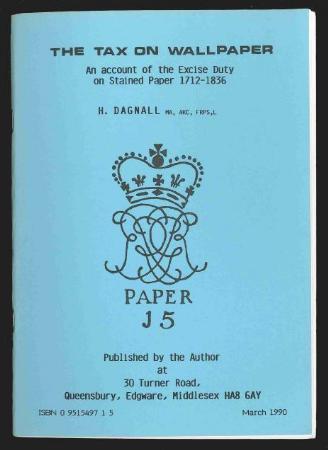 THE TAX ON WALLPAPER
An account of the Excise Duty
on Stained Paper 1712-1836
H. DAGNALL MA, AKC, FRPS,L
PAPER
J 5
Published by the Author
at
30 Turner Road,
Queensbury, Edgware, Middlesex HA8 6AY
ISBN 0 9515497 1 5 March 1990